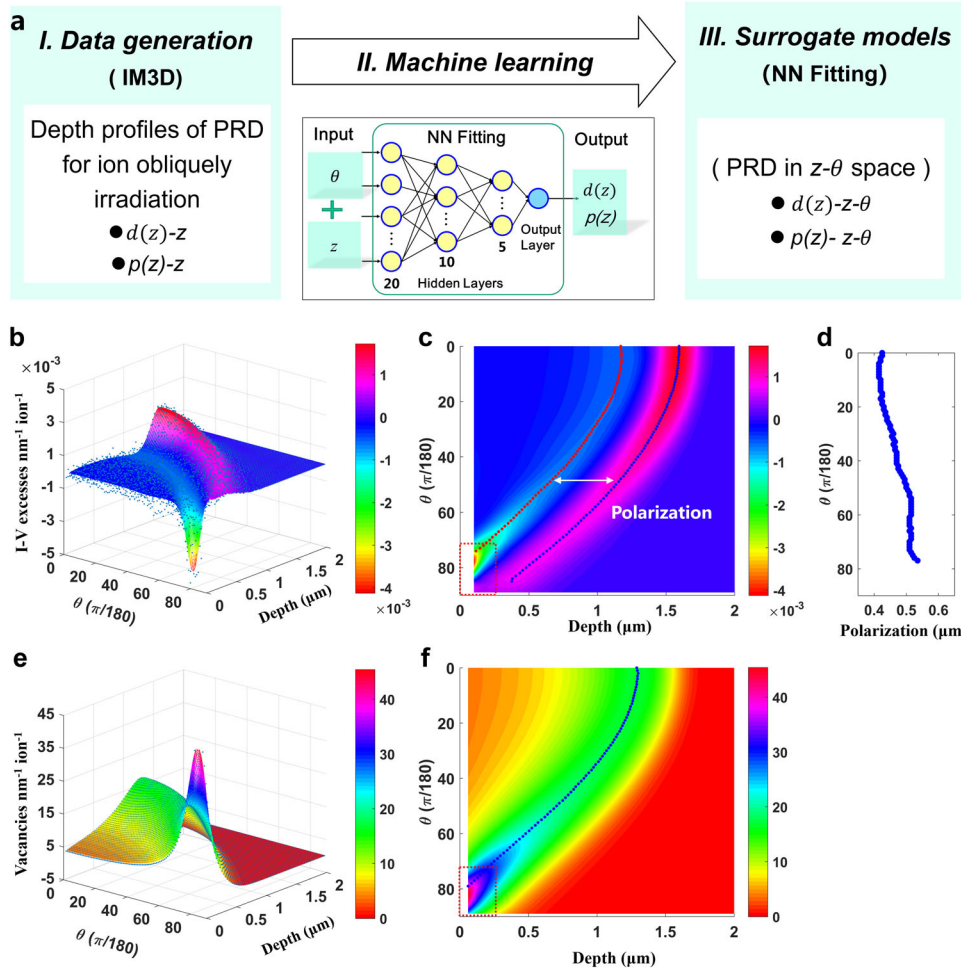 a
I. Data generation
( IM3D)
Depth profiles of PRD
for ion obliquely
irradiation
●d(z)-z
●p(z)-z
II. Machine learning
Input
NN Fitting
Output
θ
+
z
20
10
5
Hidden Layers
Output
Layer
d(z)
p(z)
III. Surrogate models
(NN Fitting)
( PRD in z-θ space )
● d(z)-z-θ
● p(z)- z-θ
b
×10⁻³
I-V excesses nm⁻¹ ion⁻¹
5
3
1
-1
-3
-5
0
20
40
60
80
θ (π/180)
0
0.5
1
1.5
2
Depth (μm)
1
0
-1
-2
-3
-4
×10⁻³
c
θ (π/180)
0
20
40
60
80
Polarization
0
0.5
1
1.5
2
Depth (μm)
1
0
-1
-2
-3
-4
×10⁻³
d
θ (π/180)
0
20
40
60
80
0.4
0.5
0.6
Polarization (μm
e
Vacancies nm⁻¹ ion⁻¹
45
35
25
15
5
-5
0
20
40
60
80
θ (π/180)
0
0.5
1
1.5
2
Depth (μm)
40
30
20
10
0
f
θ (π/180)
0
20
40
60
80
0
0.5
1
1.5
2
Depth (μm)
40
30
20
10
0